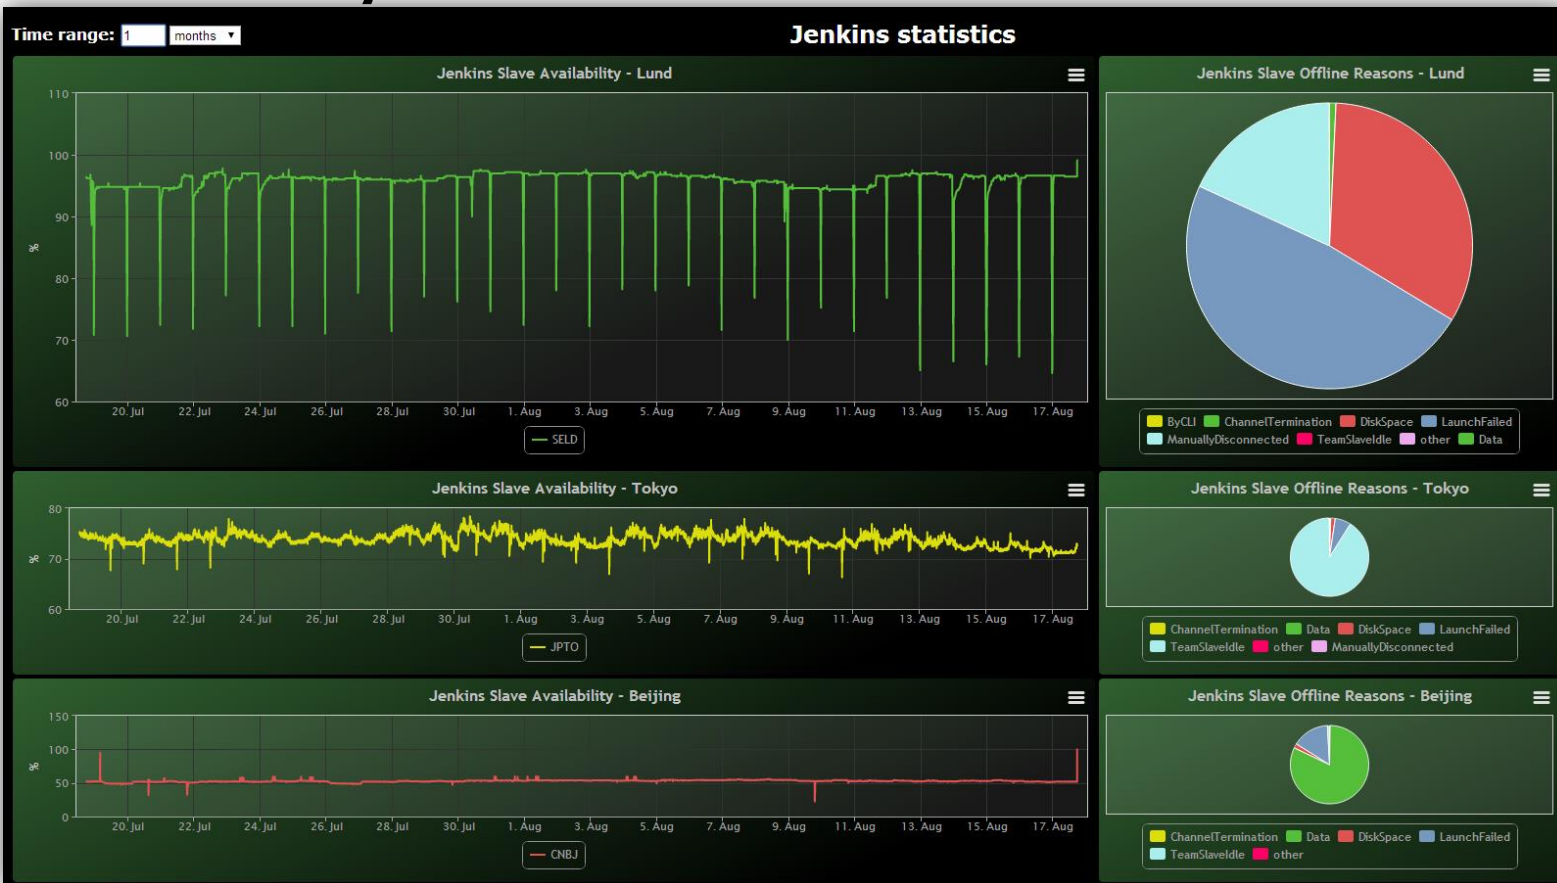 Time range: 1 months
Jenkins statistics
Jenkins Slave Availability - Lund
110
100
90
80
70
60
%
20. Jul 22. Jul 24. Jul 26. Jul 28. Jul 30. Jul 1. Aug 3. Aug 5. Aug 7. Aug 9. Aug 11. Aug 13. Aug 15. Aug 17. Aug
SELD
Jenkins Slave Offline Reasons - Lund
ByCLI ChannelTermination DiskSpace LaunchFailed
ManuallyDisconnected TeamSlaveIdle other Data
Jenkins Slave Availability - Tokyo
80
70
60
%
20. Jul 22. Jul 24. Jul 26. Jul 28. Jul 30. Jul 1. Aug 3. Aug 5. Aug 7. Aug 9. Aug 11. Aug 13. Aug 15. Aug 17. Aug
JPTO
Jenkins Slave Offline Reasons - Tokyo
ChannelTermination Data DiskSpace LaunchFailed
TeamSlaveIdle other ManuallyDisconnected
Jenkins Slave Availability - Beijing
150
100
50
0
%
20. Jul 22. Jul 24. Jul 26. Jul 28. Jul 30. Jul 1. Aug 3. Aug 5. Aug 7. Aug 9. Aug 11. Aug 13. Aug 15. Aug 17. Aug
CNBJ
Jenkins Slave Offline Reasons - Beijing
ChannelTermination Data DiskSpace LaunchFailed
TeamSlaveIdle other